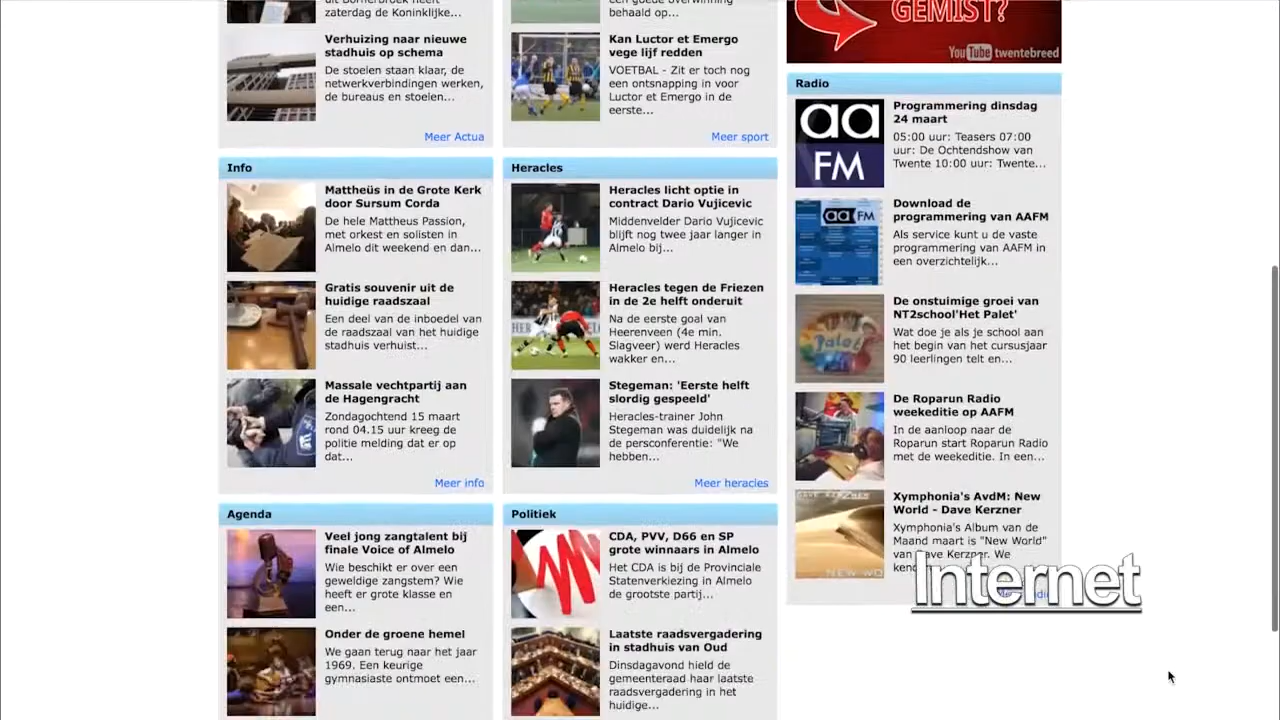 dit Bornerbroek heeft
zaterdag de Koninklijke...
Verhuizing naar nieuwe
stadhuis op schema
De stoelen staan klaar, de
netwerkverbindingen werken,
de bureaus en stoelen...
Meer Actua
Info
Mattheüs in de Grote Kerk
door Sursum Corda
De hele Mattheus Passion,
met orkest en solisten in
Almelo dit weekend en dan...
Gratis souvenir uit de
huidige raadszaal
Een deel van de inboedel van
de raadszaal van het huidige
stadhuis verhuist...
Massale vechtpartij aan
de Hagengracht
Zondagochtend 15 maart
rond 04.15 uur kreeg de
politie melding dat er op
dat...
Meer info
Agenda
Veel jong zangtalent bij
finale Voice of Almelo
Wie beschikt er over een
geweldige zangstem? Wie
heeft er grote klasse en
een...
Onder de groene hemel
We gaan terug naar het jaar
1969. Een keurige
gymnasiaste ontmoet een...
een goede overwinning
behaald op...
Kan Luctor et Emergo
vege lijf redden
VOETBAL - Zit er toch nog
een ontsnapping in voor
Luctor et Emergo in de
eerste...
Meer sport
Heracles
Heracles licht optie in
contract Dario Vujicevic
Middenvelder Dario Vujicevic
blijft nog twee jaar langer in
Almelo bij...
Heracles tegen de Friezen
in de 2e helft onderuit
Na de eerste goal van
Heerenveen (4e min.
Slagveer) werd Heracles
wakker en...
Stegeman: 'Eerste helft
slordig gespeeld'
Heracles-trainer John
Stegeman was duidelijk na
de persconferentie: "We
hebben...
Meer heracles
Politiek
CDA, PVV, D66 en SP
grote winnaars in Almelo
Het CDA is bij de Provinciale
Statenverkiezing in Almelo
de grootste partij...
Laatste raadsvergadering
in stadhuis van Oud
Dinsdagavond hield de
gemeenteraad haar laatste
raadsvergadering in het
huidige...
GEMIST?
YouTube twentebreed
Radio
aa
FM
Programmering dinsdag
24 maart
05:00 uur: Teasers 07:00
uur: De Ochtendshow van
Twente 10:00 uur: Twente...
aa FM
Download de
programmering van AAFM
Als service kunt u de vaste
programmering van AAFM in
een overzichtelijk...
Palet
De onstuimige groei van
NT2school'Het Palet'
Wat doe je als je school aan
het begin van het cursusjaar
90 leerlingen telt en...
De Roparun Radio
weekeditie op AAFM
In de aanloop naar de
Roparun start Roparun Radio
met de weekeditie. In een...
DAVE KERZNER
NEW WO
Xymphonia's AvdM: New
World - Dave Kerzner
Xymphonia's Album van de
Maand maart is "New World"
van Dave Kerzner. We
Internet